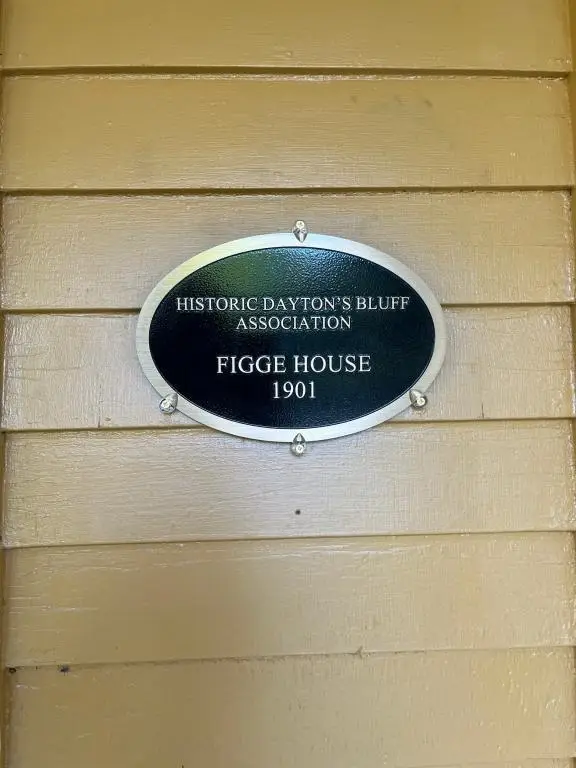 HISTORIC DAYTON'S BLUFF
ASSOCIATION
FIGGE HOUSE
1901